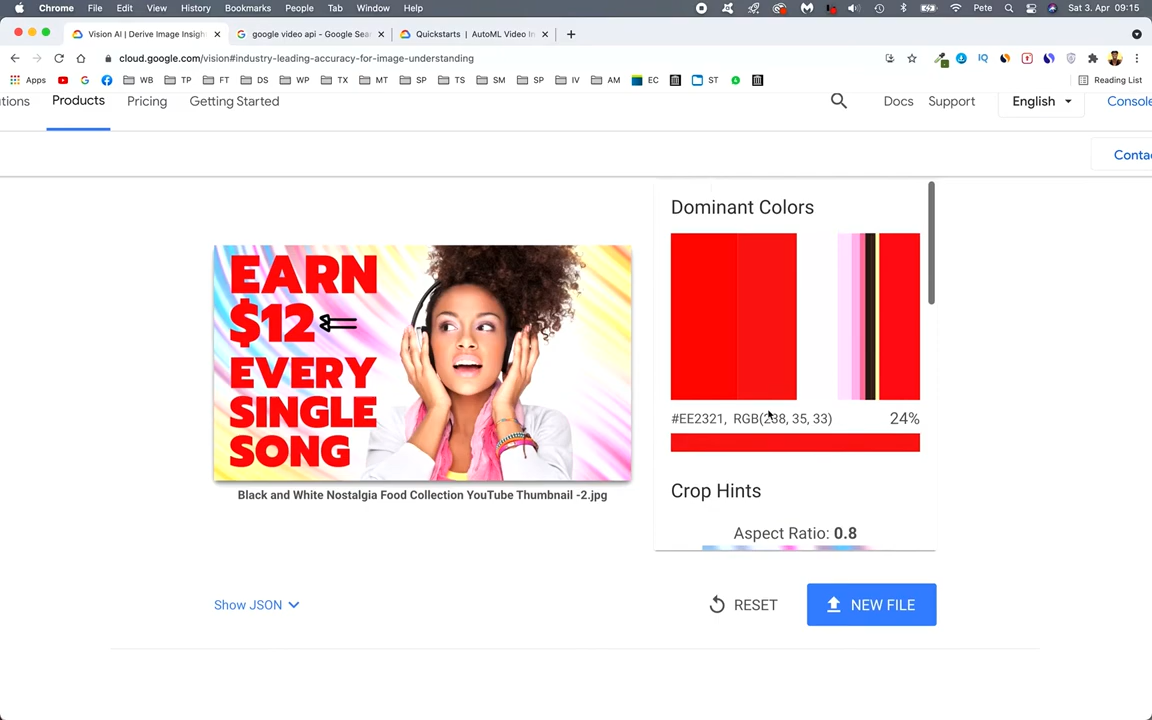 Chrome File Edit View History Bookmarks People Tab Window Help Pete Sat 3. Apr 09:15
Vision AI | Derive Image Insigh google video api - Google Sea Quickstarts | AutoML Video In
cloud.google.com/vision#industry-leading-accuracy-for-image-understanding
Apps WB TP FT DS WP TX MT SP TS SM SP IV AM EC ST Reading List
utions Products Pricing Getting Started Docs Support English Console
Contac
Dominant Colors
EARN
$12
EVERY
SINGLE
SONG
#EE2321, RGB(238, 35, 33) 24%
Crop Hints
Black and White Nostalgia Food Collection YouTube Thumbnail -2.jpg
Aspect Ratio: 0.8
Show JSON RESET NEW FILE